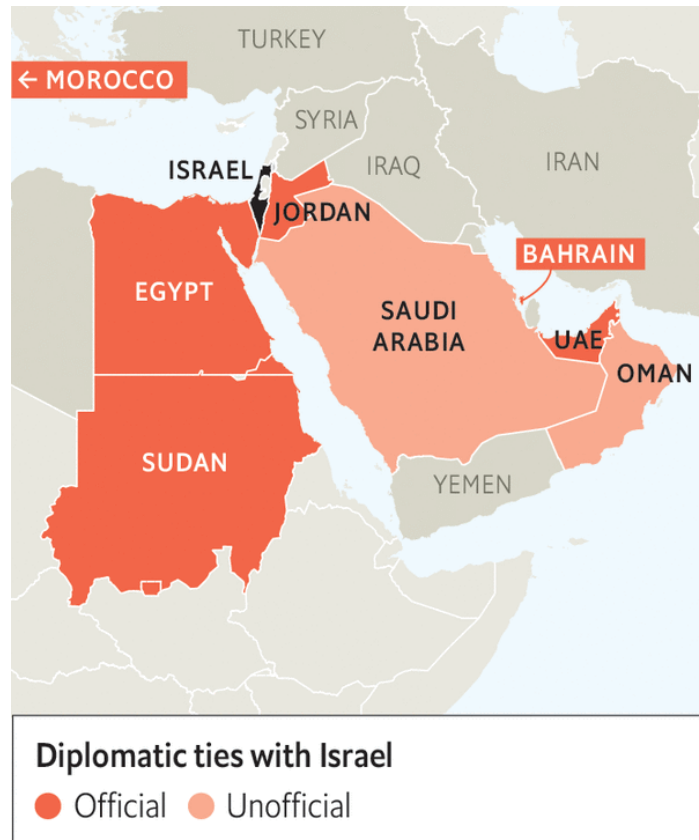 TURKEY
← MOROCCO
SYRIA
ISRAEL
IRAQ
IRAN
JORDAN
BAHRAIN
EGYPT
SAUDI
ARABIA
UAE
OMAN
SUDAN
YEMEN
Diplomatic ties with Israel
Official
Unofficial